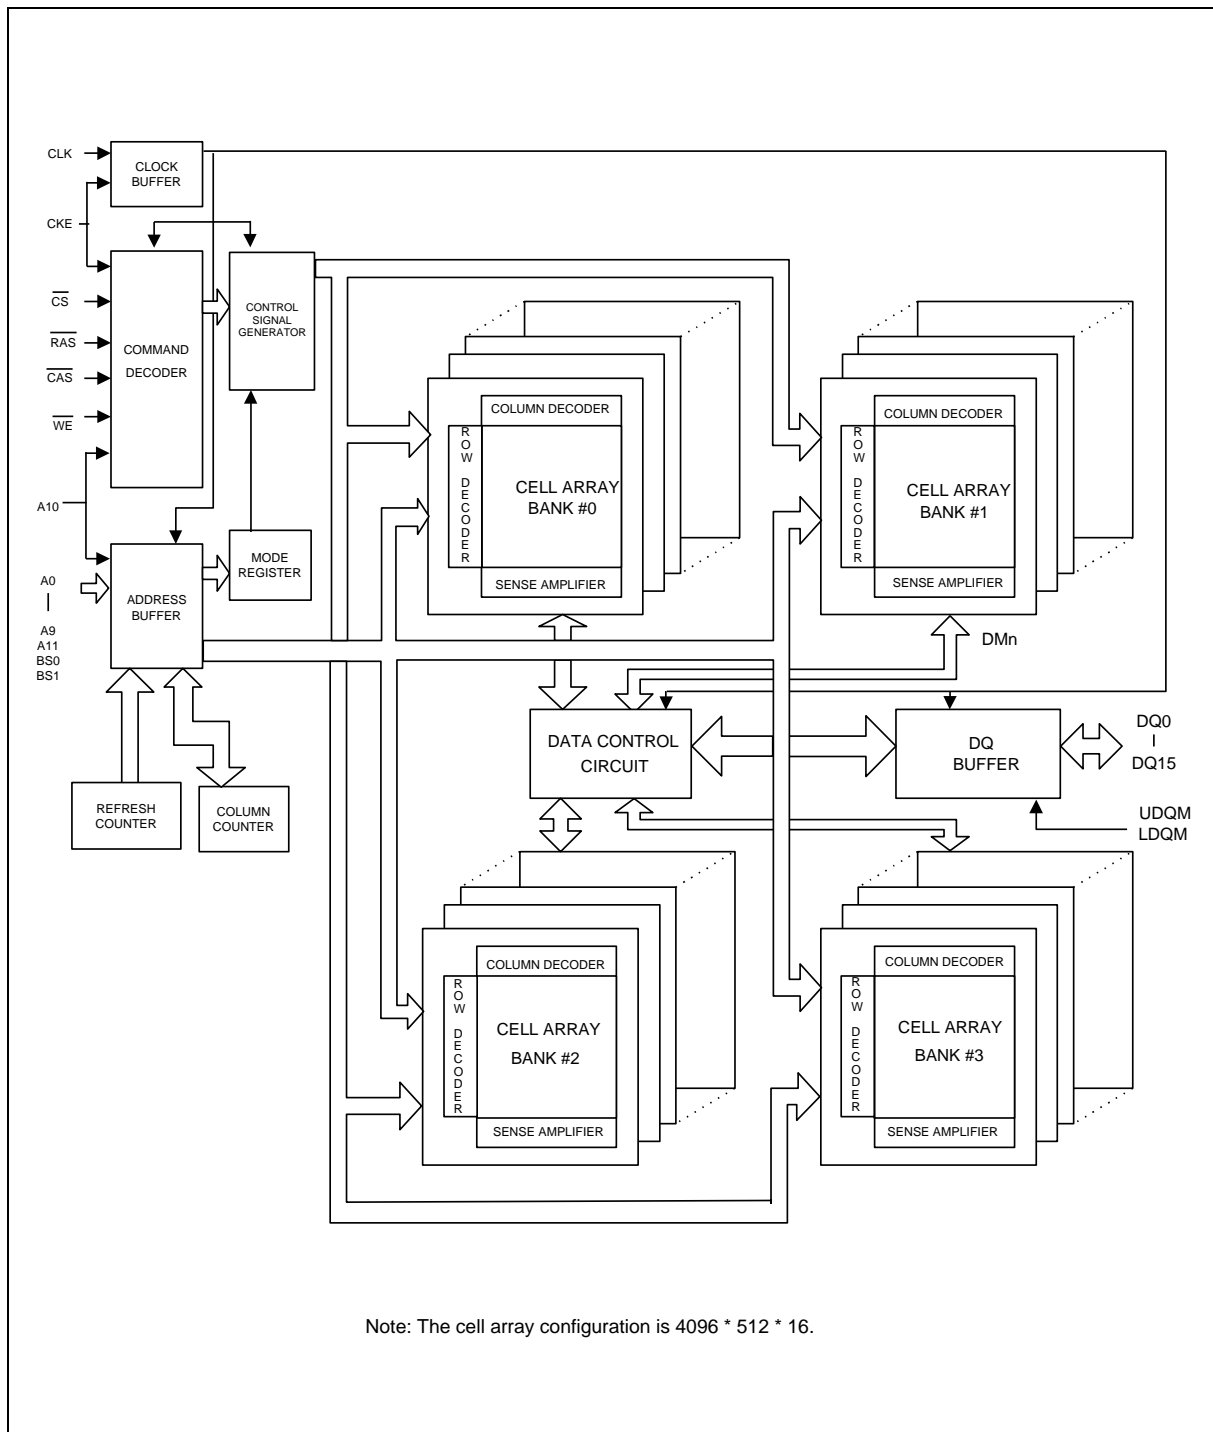 CLK
CLOCK
BUFFER
CKE
CS
RAS
CAS
WE
COMMAND
DECODER
CONTROL
SIGNAL
GENERATOR
A10
MODE
REGISTER
A0
A9
A11
BS0
BS1
ADDRESS
BUFFER
REFRESH
COUNTER
COLUMN
COUNTER
COLUMN DECODER
ROW DECODER
CELL ARRAY
BANK #0
SENSE AMPLIFIER
COLUMN DECODER
ROW DECODER
CELL ARRAY
BANK #1
SENSE AMPLIFIER
DMn
DATA CONTROL
CIRCUIT
DQ
BUFFER
DQ0
DQ15
UDQM
LDQM
COLUMN DECODER
ROW DECODER
CELL ARRAY
BANK #2
SENSE AMPLIFIER
COLUMN DECODER
ROW DECODER
CELL ARRAY
BANK #3
SENSE AMPLIFIER
Note: The cell array configuration is 4096 * 512 * 16.